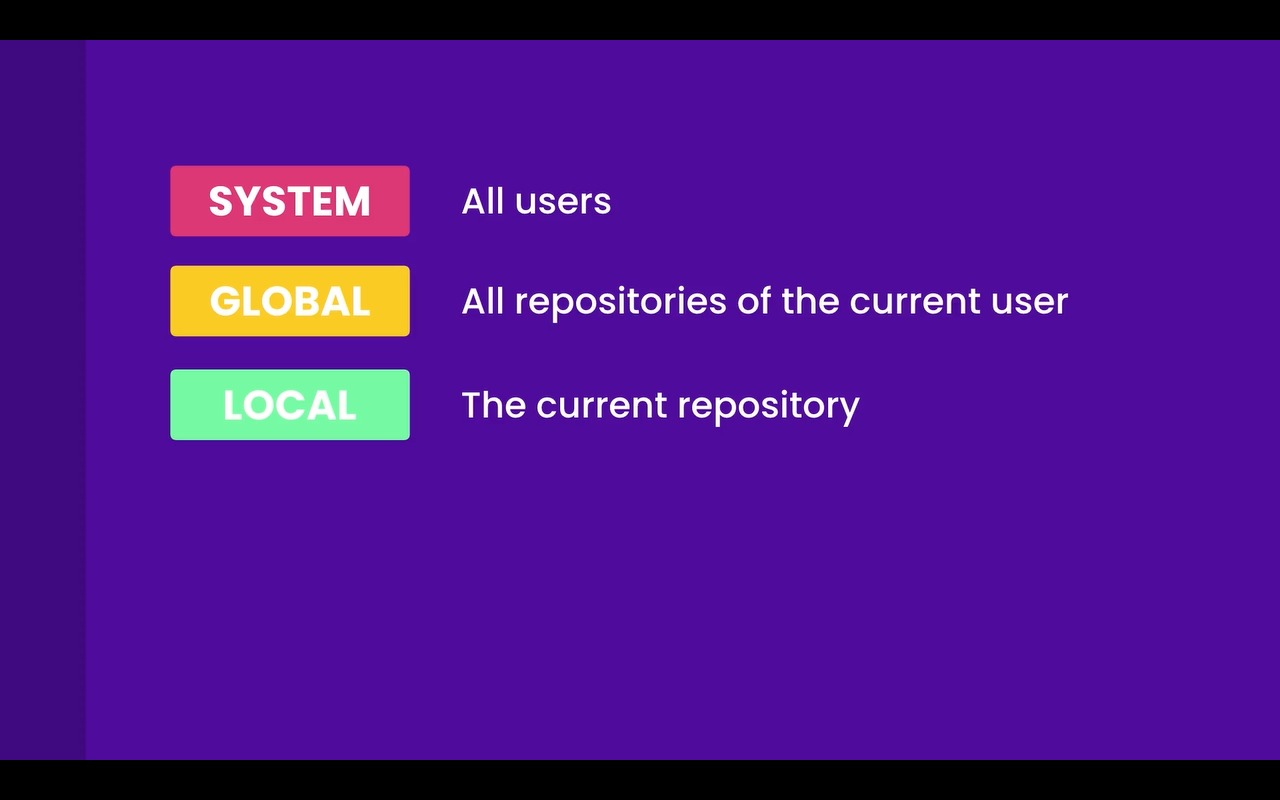 SYSTEM All users
GLOBAL All repositories of the current user
LOCAL The current repository